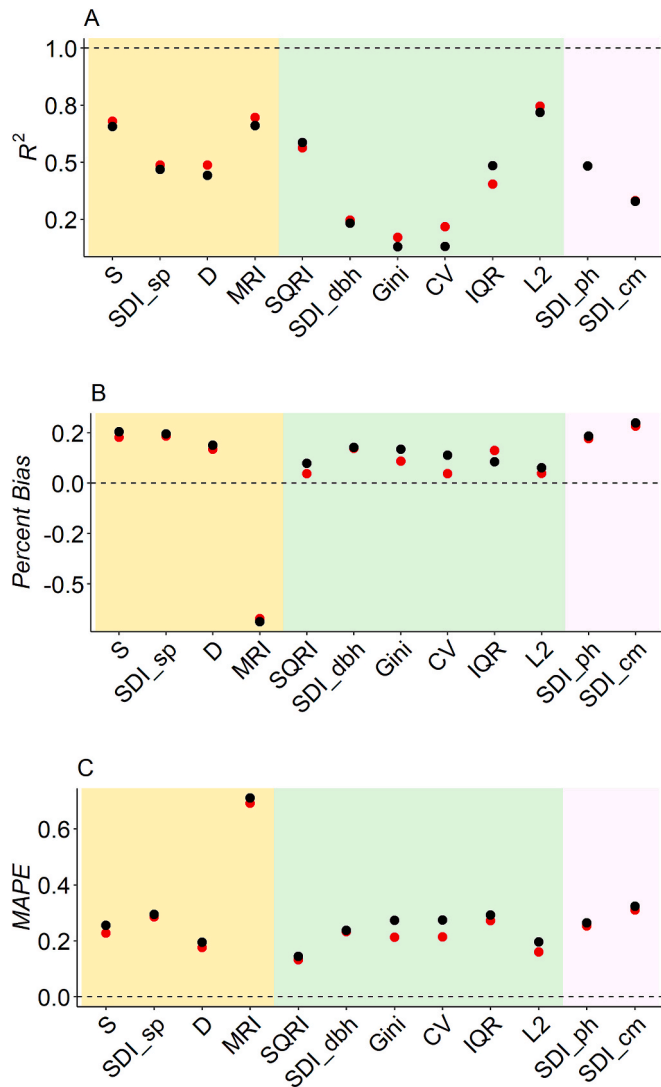 A
1.0
0.8
0.5
0.2
R²
S SDI_sp D MRI SQRI SDI_dbh Gini CV IQR L2 SDI_ph SDI_cm
B
0.2
0.0
-0.2
-0.5
Percent Bias
S SDI_sp D MRI SQRI SDI_dbh Gini CV IQR L2 SDI_ph SDI_cm
C
0.6
0.4
0.2
0.0
MAPE
S SDI_sp D MRI SQRI SDI_dbh Gini CV IQR L2 SDI_ph SDI_cm